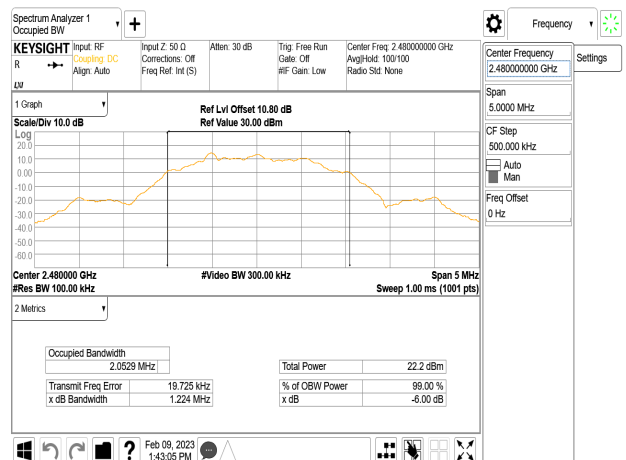 Spectrum Analyzer 1
Occupied BW
Frequency
KEYSIGHT
R
Input: RF
Coupling: DC
Align: Auto
Input Z: 50 Ω
Corrections: Off
Freq Ref: Int (S)
Atten: 30 dB
Trig: Free Run
Gate: Off
#IF Gain: Low
Center Freq: 2.480000000 GHz
Avg|Hold: 100/100
Radio Std: None
Center Frequency
2.480000000 GHz
Settings
Span
5.0000 MHz
CF Step
500.000 kHz
Auto
Man
Freq Offset
0 Hz
1 Graph
Scale/Div 10.0 dB
Ref Lvl Offset 10.80 dB
Ref Value 30.00 dBm
Log
20.0
10.0
0.00
-10.0
-20.0
-30.0
-40.0
-50.0
-60.0
Center 2.480000 GHz
#Video BW 300.00 kHz
Span 5 MHz
#Res BW 100.00 kHz
Sweep 1.00 ms (1001 pts)
2 Metrics
Occupied Bandwidth
2.0529 MHz
Total Power 22.2 dBm
Transmit Freq Error 19.725 kHz
% of OBW Power 99.00 %
x dB Bandwidth 1.224 MHz
x dB -6.00 dB
?
Feb 09, 2023
1:43:05 PM